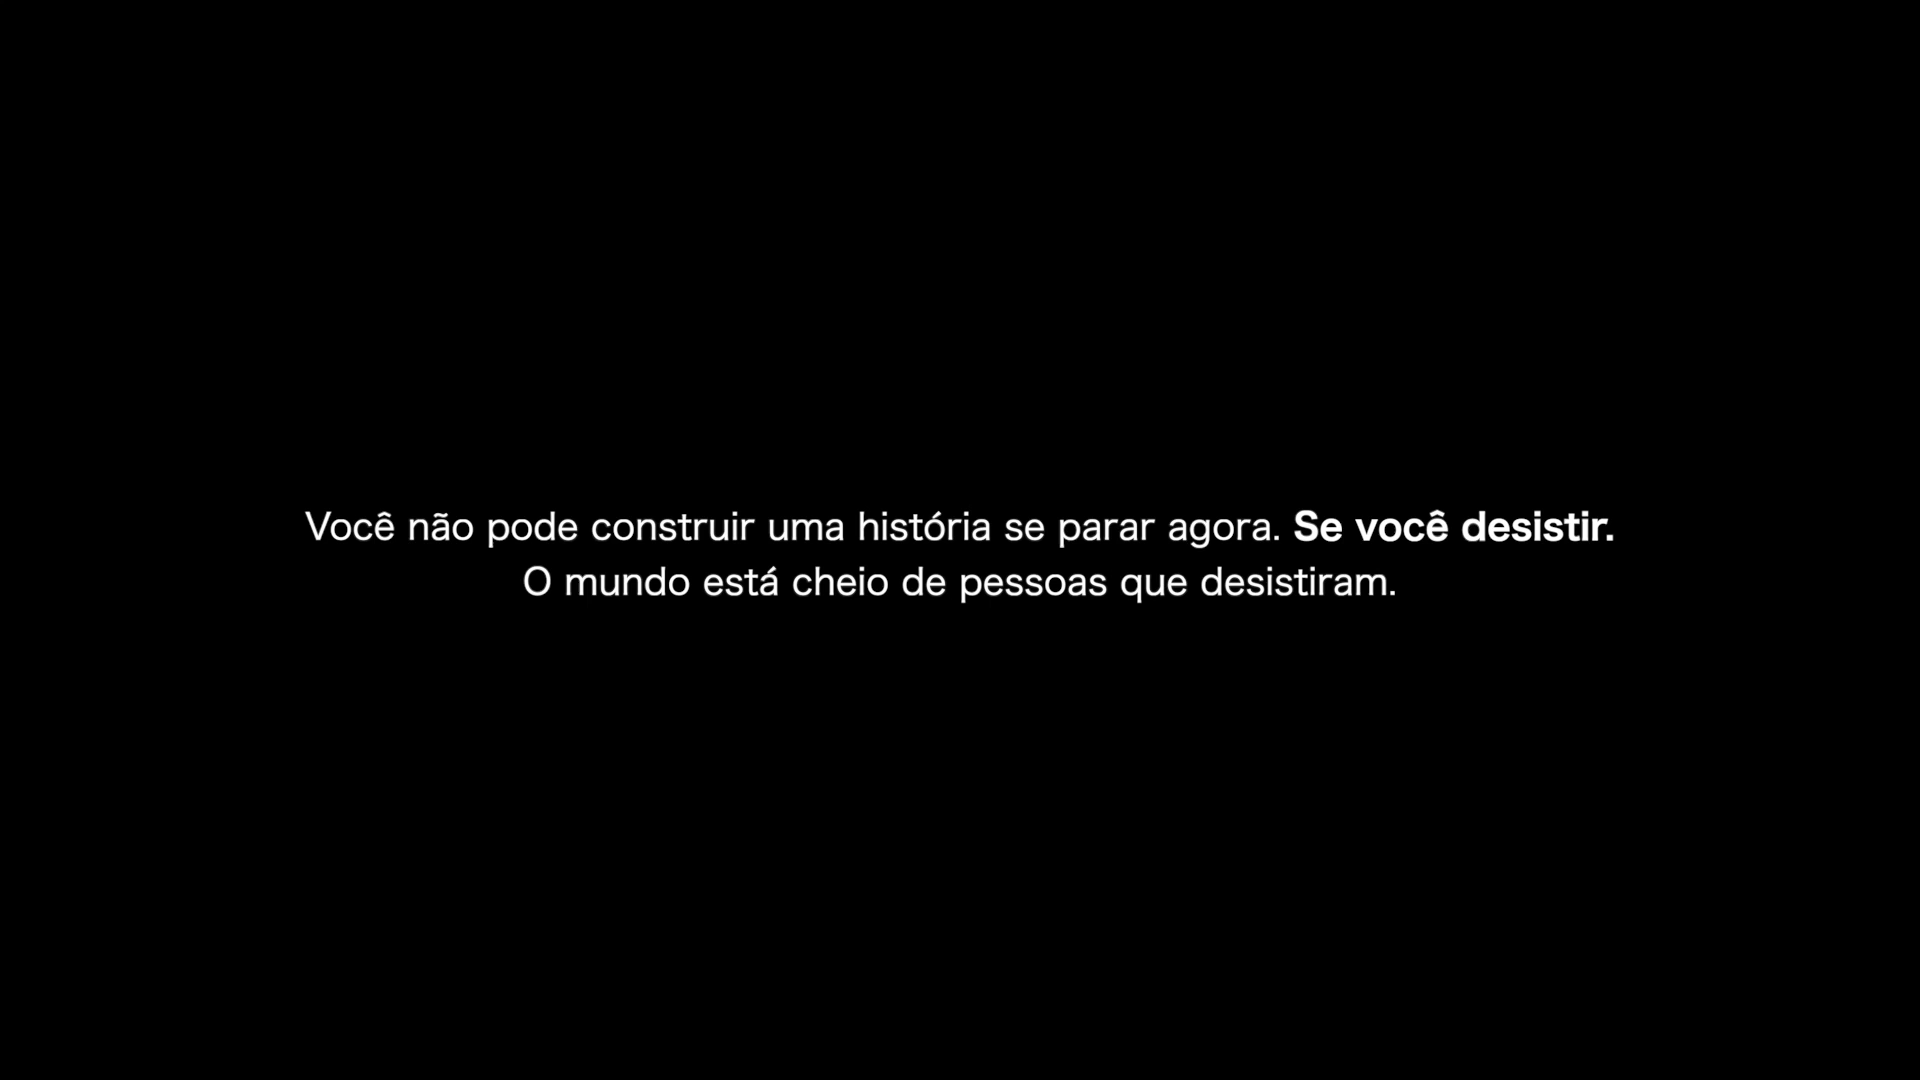 Você não pode construir uma história se parar agora. Se você desistir.
O mundo está cheio de pessoas que desistiram.